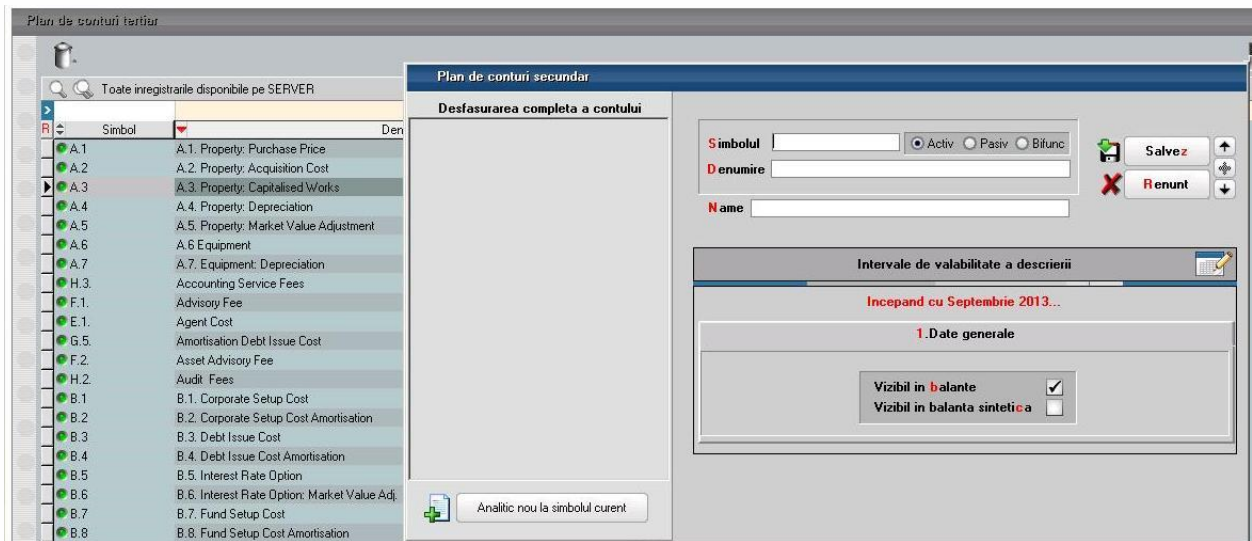 Plan de conturi tertiar
Toate inregistrarile disponibile pe SERVER
R Simbol Den
A.1 A.1. Property: Purchase Price
A.2 A.2. Property: Acquisition Cost
A.3 A.3. Property: Capitalised Works
A.4 A.4. Property: Depreciation
A.5 A.5. Property: Market Value Adjustment
A.6 A.6 Equipment
A.7 A.7. Equipment: Depreciation
H.3. Accounting Service Fees
F.1. Advisory Fee
E.1. Agent Cost
G.5. Amortisation Debt Issue Cost
F.2. Asset Advisory Fee
H.2. Audit Fees
B.1 B.1. Corporate Setup Cost
B.2 B.2. Corporate Setup Cost Amortisation
B.3 B.3. Debt Issue Cost
B.4 B.4. Debt Issue Cost Amortisation
B.5 B.5. Interest Rate Option
B.6 B.6. Interest Rate Option: Market Value Adj.
B.7 B.7. Fund Setup Cost
B.8 B.8. Fund Setup Cost Amortisation
Plan de conturi secundar
Desfasurarea completa a contului
Analitic nou la simbolul curent
Simbolul Activ Pasiv Bifunc
Denumire
Name
Salvez
Renunt
Intervale de valabilitate a descrierii
Incepand cu Septembrie 2013...
1.Date generale
Vizibil in balante
Vizibil in balanta sintetica